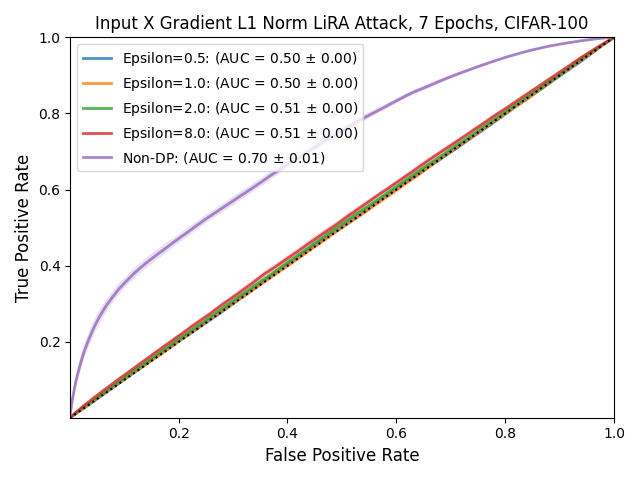 Input X Gradient L1 Norm LiRA Attack, 7 Epochs, CIFAR-100
1.0
0.8
0.6
0.4
0.2
True Positive Rate
Epsilon=0.5: (AUC = 0.50 ± 0.00)
Epsilon=1.0: (AUC = 0.50 ± 0.00)
Epsilon=2.0: (AUC = 0.51 ± 0.00)
Epsilon=8.0: (AUC = 0.51 ± 0.00)
Non-DP: (AUC = 0.70 ± 0.01)
0.2 0.4 0.6 0.8 1.0
False Positive Rate